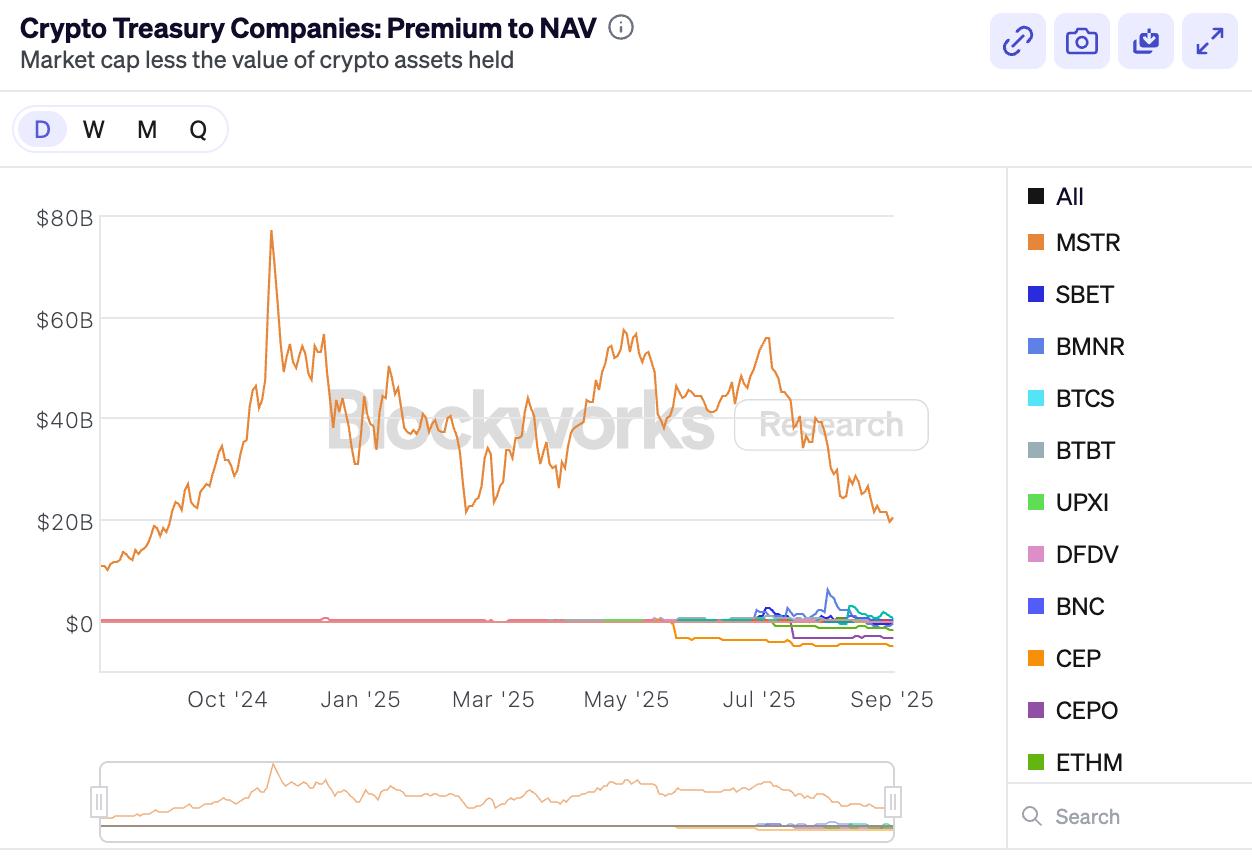 Crypto Treasury Companies: Premium to NAV
Market cap less the value of crypto assets held
D W M Q
$80B
$60B
$40B
$20B
$0
Blockworks Research
Oct '24 Jan '25 Mar '25 May '25 Jul '25 Sep '25
All
MSTR
SBET
BMNR
BTCS
BTBT
UPXI
DFDV
BNC
CEP
CEPO
ETHM
Search